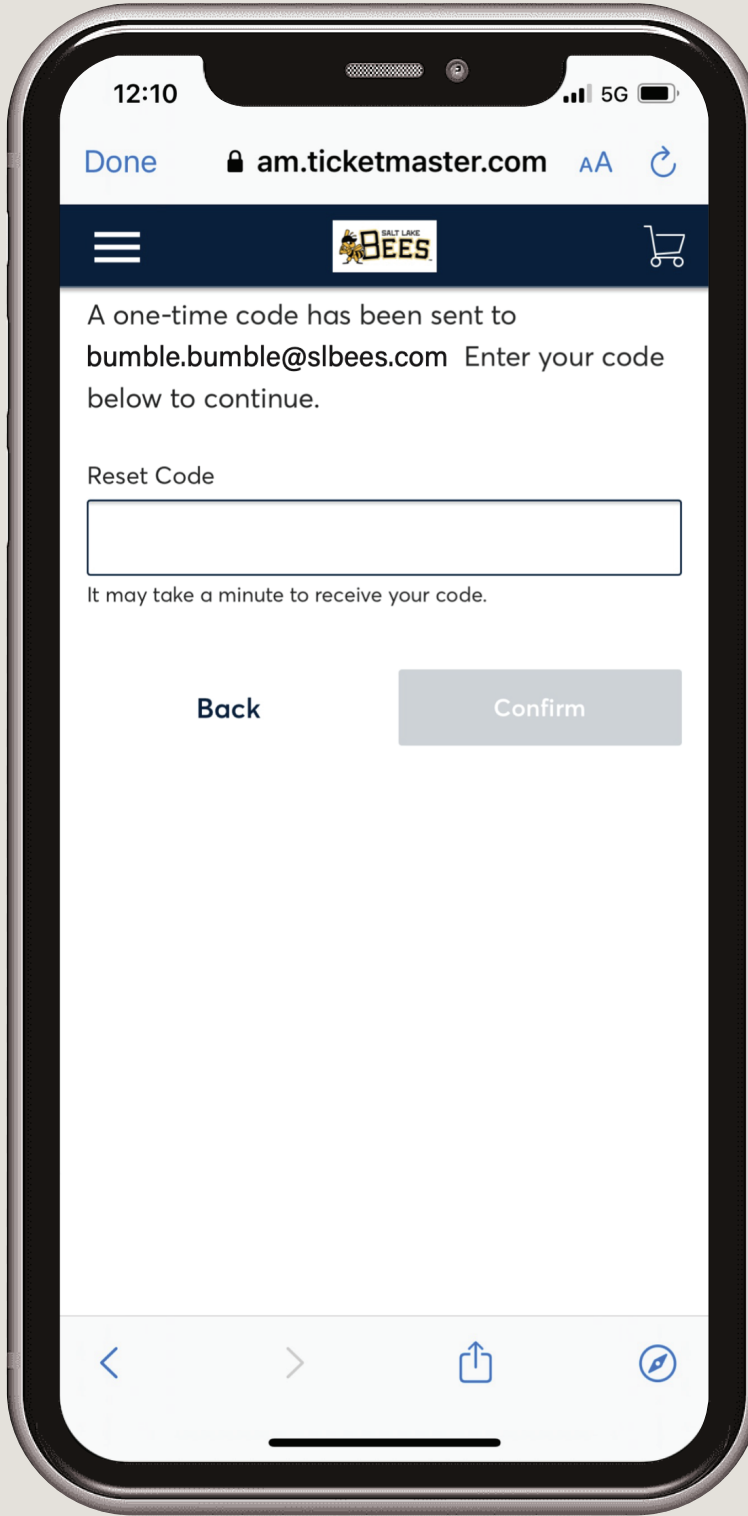 12:10
5G
Done
am.ticketmaster.com
AA
SALT LAKE
BEES
A one-time code has been sent to
bumble.bumble@slbees.com Enter your code
below to continue.
Reset Code
It may take a minute to receive your code.
Back
Confirm